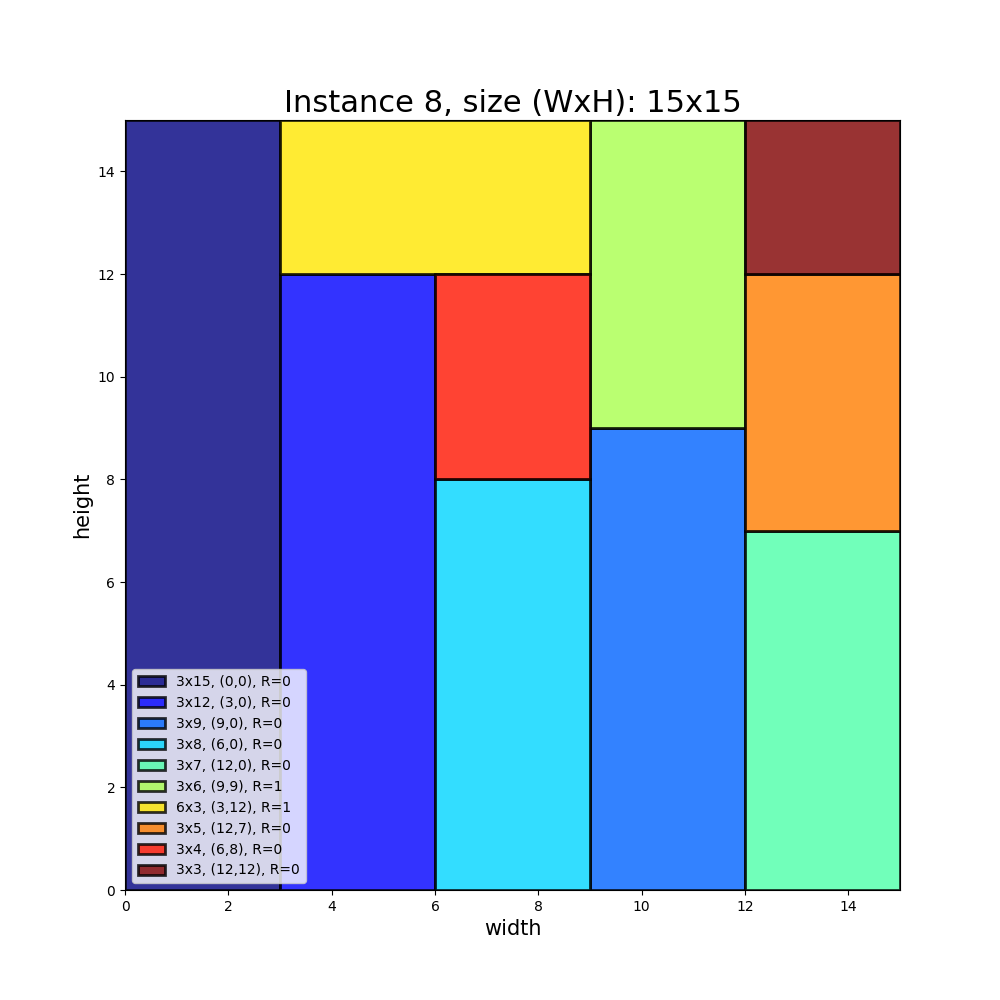 Instance 8, size (WxH): 15x15
height
14
12
10
8
6
4
2
0
3x15, (0,0), R=0
3x12, (3,0), R=0
3x9, (9,0), R=0
3x8, (6,0), R=0
3x7, (12,0), R=0
3x6, (9,9), R=1
6x3, (3,12), R=1
3x5, (12,7), R=0
3x4, (6,8), R=0
3x3, (12,12), R=0
0 2 4 6 8 10 12 14
width